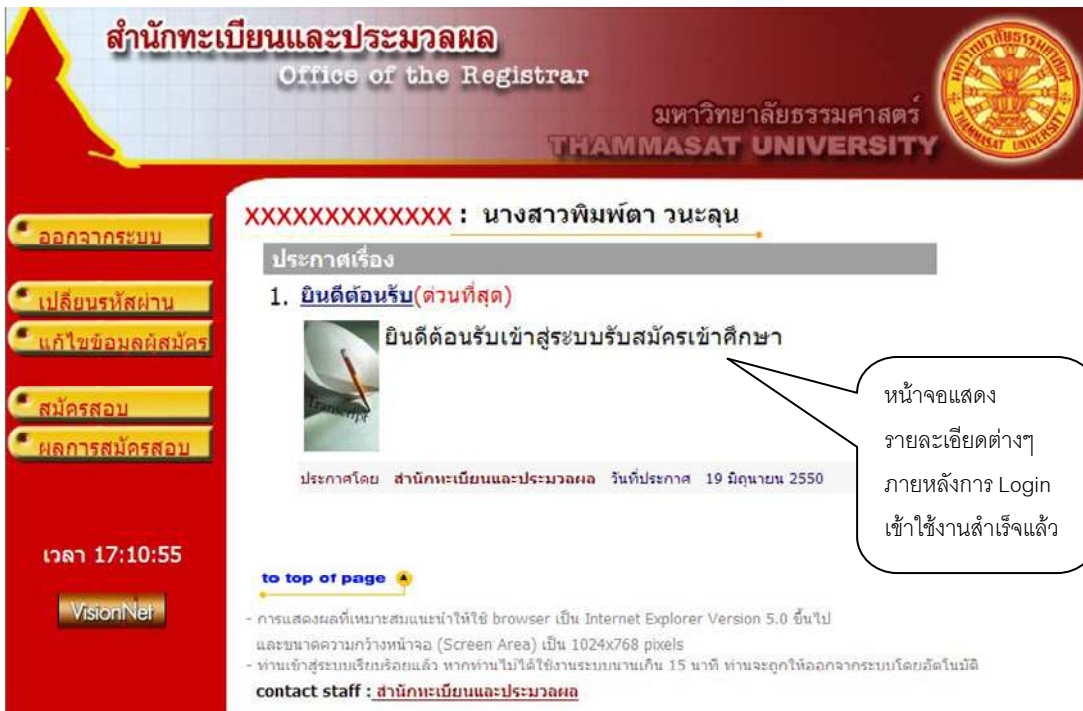 สำนักทะเบียนและประมวลผล
Office of the Registrar
มหาวิทยาลัยธรรมศาสตร์
THAMMASAT UNIVERSITY
XXXXXXXXXXXXX : นางสาวพิมพ์ตา วนะลุน
ออกจากระบบ
เปลี่ยนรหัสผ่าน
แก้ไขข้อมูลผู้สมัคร
สมัครสอบ
ผลการสมัครสอบ
เวลา 17:10:55
VisionNet
ประกาศเรื่อง
1. ยินดีต้อนรับ(ด่วนที่สุด)
ยินดีต้อนรับเข้าสู่ระบบรับสมัครเข้าศึกษา
Transcript
ประกาศโดย สำนักทะเบียนและประมวลผล วันที่ประกาศ 19 มิถุนายน 2550
หน้าจอแสดง
รายละเอียดต่างๆ
ภายหลังการ Login
เข้าใช้งานสำเร็จแล้ว
to top of page
- การแสดงผลที่เหมาะสมแนะนำให้ใช้ browser เป็น Internet Explorer Version 5.0 ขึ้นไป
และขนาดความกว้างหน้าจอ (Screen Area) เป็น 1024x768 pixels
- ท่านเข้าสู่ระบบเรียบร้อยแล้ว หากท่านไม่ได้ใช้งานระบบนานเกิน 15 นาที ท่านจะถูกให้ออกจากระบบโดยอัตโนมัติ
contact staff : สำนักทะเบียนและประมวลผล